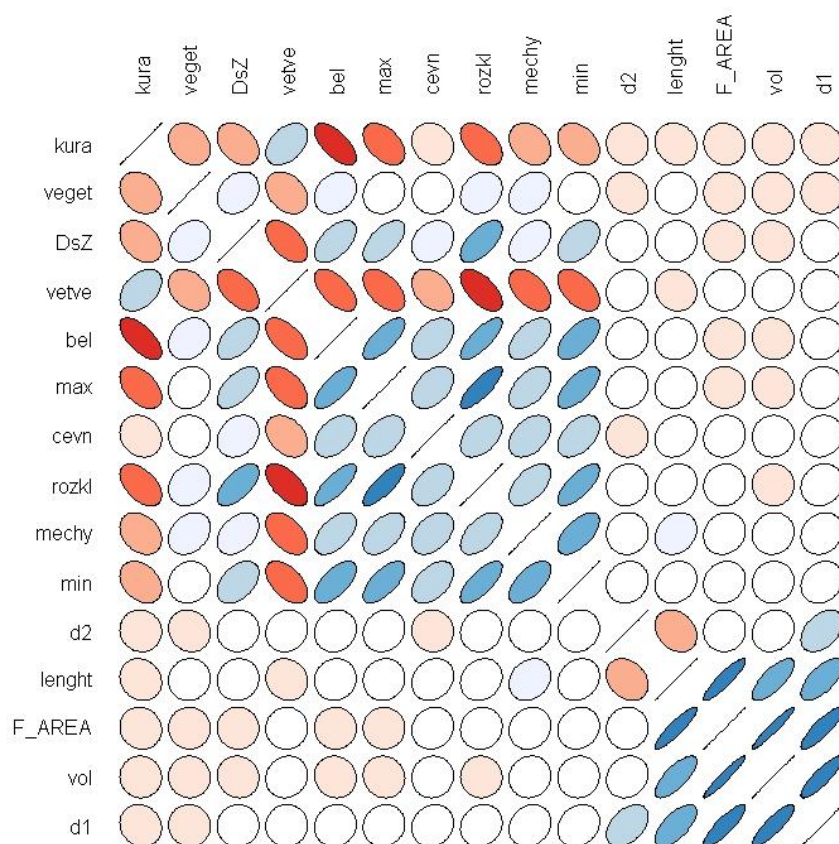 kura
veget
DsZ
vetve
bel
max
cevn
rozkl
mechy
min
d2
lenght
F_AREA
vol
d1
kura
veget
DsZ
vetve
bel
max
cevn
rozkl
mechy
min
d2
lenght
F_AREA
vol
d1